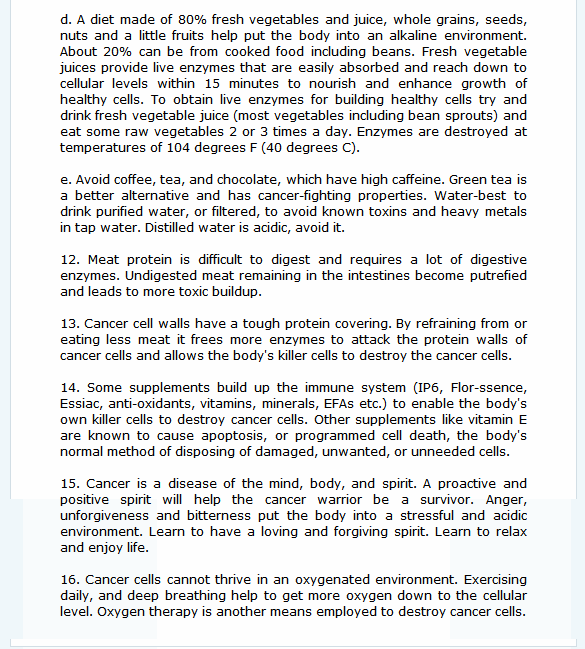 d. A diet made of 80% fresh vegetables and juice, whole grains, seeds,
nuts and a little fruits help put the body into an alkaline environment.
About 20% can be from cooked food including beans. Fresh vegetable
juices provide live enzymes that are easily absorbed and reach down to
cellular levels within 15 minutes to nourish and enhance growth of
healthy cells. To obtain live enzymes for building healthy cells try and
drink fresh vegetable juice (most vegetables including bean sprouts) and
eat some raw vegetables 2 or 3 times a day. Enzymes are destroyed at
temperatures of 104 degrees F (40 degrees C).
e. Avoid coffee, tea, and chocolate, which have high caffeine. Green tea is
a better alternative and has cancer-fighting properties. Water-best to
drink purified water, or filtered, to avoid known toxins and heavy metals
in tap water. Distilled water is acidic, avoid it.
12. Meat protein is difficult to digest and requires a lot of digestive
enzymes. Undigested meat remaining in the intestines become putrefied
and leads to more toxic buildup.
13. Cancer cell walls have a tough protein covering. By refraining from or
eating less meat it frees more enzymes to attack the protein walls of
cancer cells and allows the body's killer cells to destroy the cancer cells.
14. Some supplements build up the immune system (IP6, Flor-ssence,
Essiac, anti-oxidants, vitamins, minerals, EFAs etc.) to enable the body's
own killer cells to destroy cancer cells. Other supplements like vitamin E
are known to cause apoptosis, or programmed cell death, the body's
normal method of disposing of damaged, unwanted, or unneeded cells.
15. Cancer is a disease of the mind, body, and spirit. A proactive and
positive spirit will help the cancer warrior be a survivor. Anger,
unforgiveness and bitterness put the body into a stressful and acidic
environment. Learn to have a loving and forgiving spirit. Learn to relax
and enjoy life.
16. Cancer cells cannot thrive in an oxygenated environment. Exercising
daily, and deep breathing help to get more oxygen down to the cellular
level. Oxygen therapy is another means employed to destroy cancer cells.